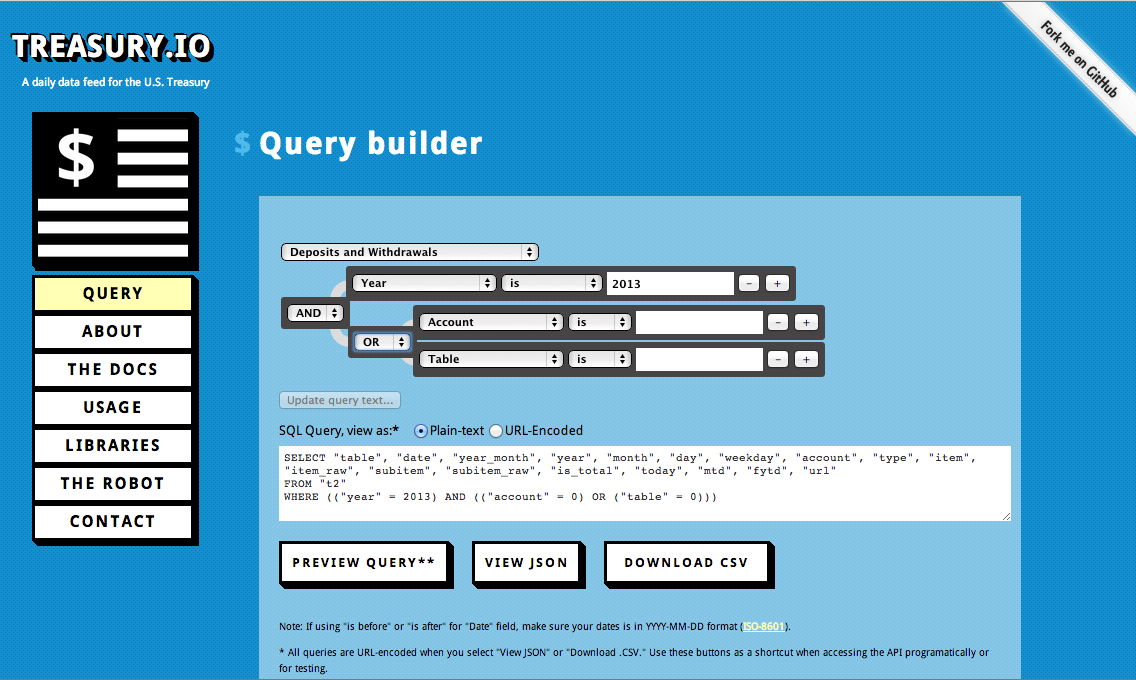 TREASURY.IO
A daily data feed for the U.S. Treasury
Fork me on GitHub
$
$ Query builder
QUERY
ABOUT
THE DOCS
USAGE
LIBRARIES
THE ROBOT
CONTACT
Deposits and Withdrawals
Year is 2013 - +
AND
Account is - +
OR
Table is - +
Update query text...
SQL Query, view as:* Plain-text URL-Encoded
SELECT "table", "date", "year_month", "year", "month", "day", "weekday", "account", "type", "item",
"item_raw", "subitem", "subitem_raw", "is_total", "today", "mtd", "fytd", "url"
FROM "t2"
WHERE (("year" = 2013) AND (("account" = 0) OR ("table" = 0)))
PREVIEW QUERY** VIEW JSON DOWNLOAD CSV
Note: If using "is before" or "is after" for "Date" field, make sure your dates is in YYYY-MM-DD format (ISO-8601).
* All queries are URL-encoded when you select "View JSON" or "Download .CSV." Use these buttons as a shortcut when accessing the API programatically or
for testing.